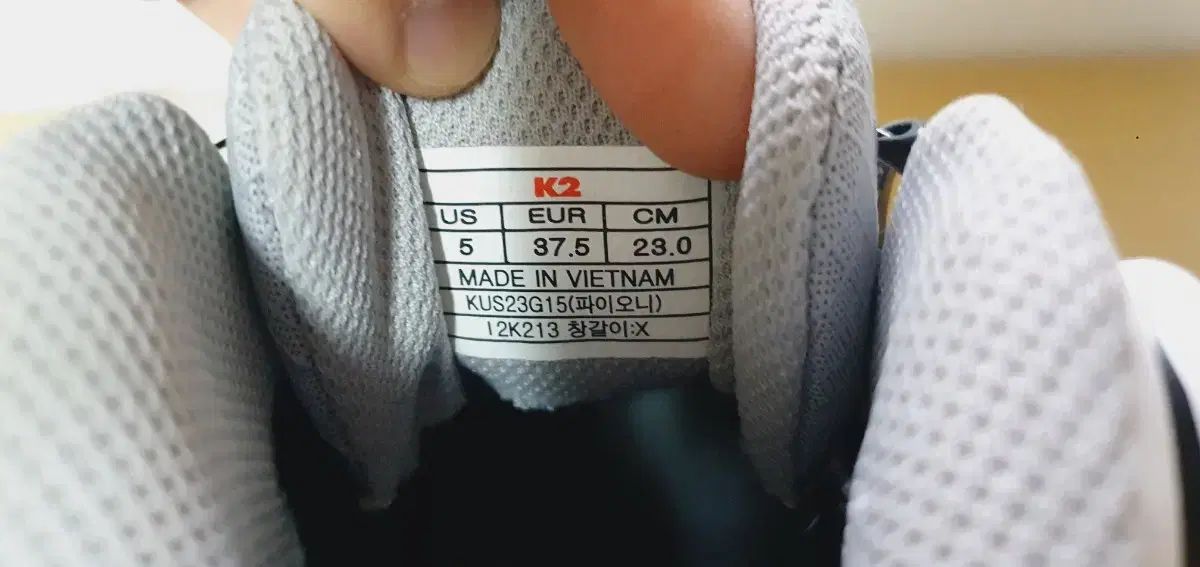 K2
US EUR CM
5 37.5 23.0
MADE IN VIETNAM
KUS23G15(파이오니)
I2K213 창갈이:X